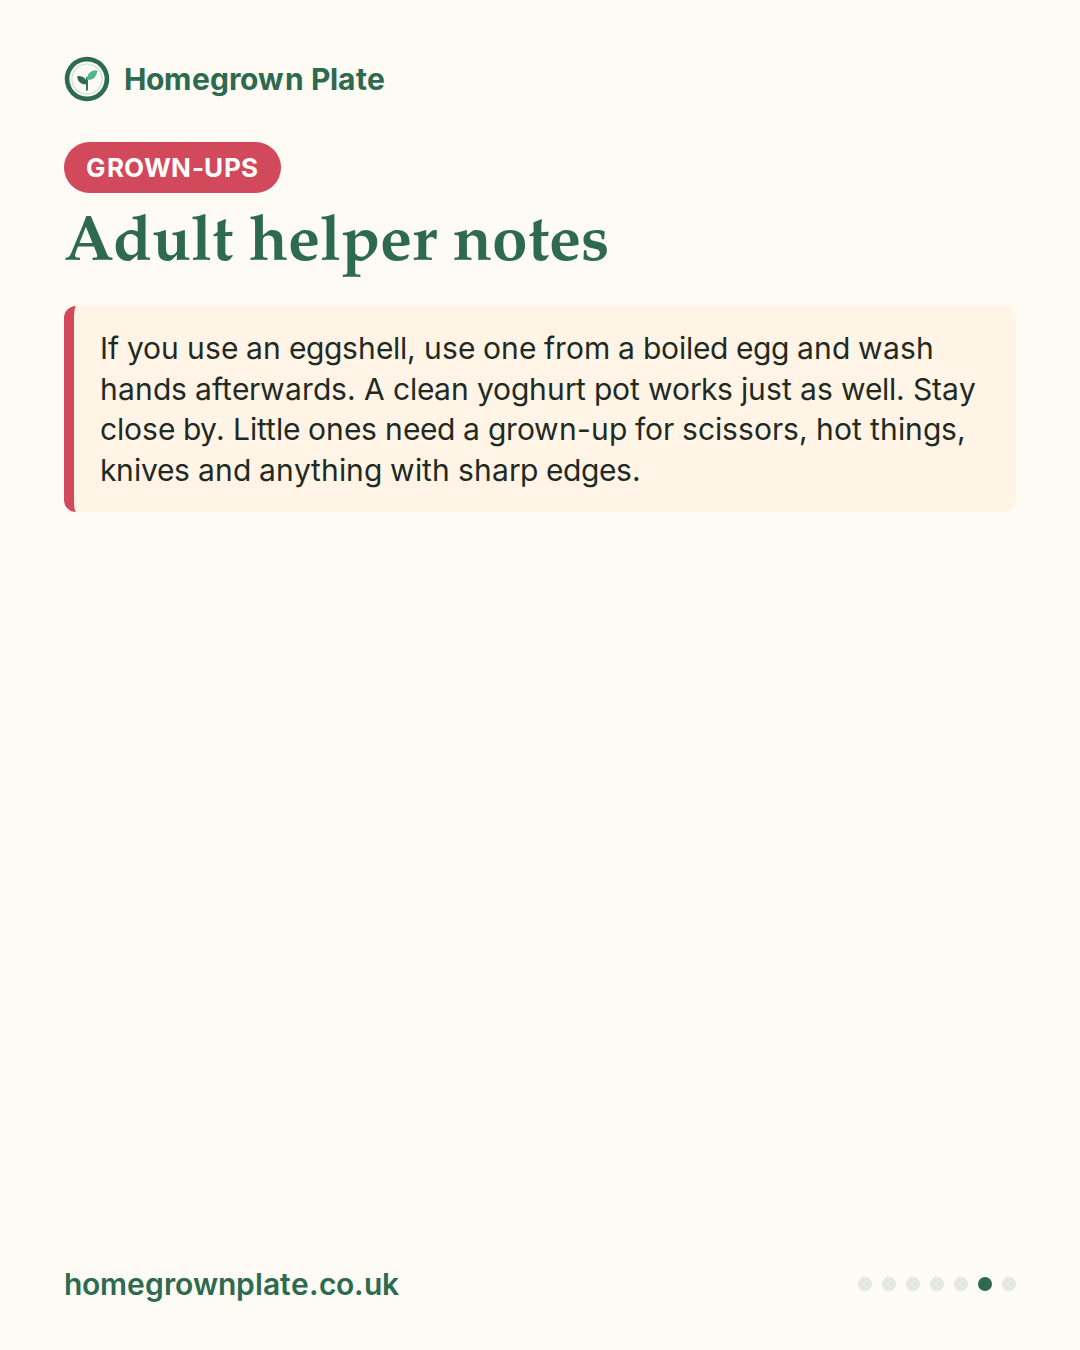 Homegrown Plate
GROWN-UPS
Adult helper notes
If you use an eggshell, use one from a boiled egg and wash
hands afterwards. A clean yoghurt pot works just as well. Stay
close by. Little ones need a grown-up for scissors, hot things,
knives and anything with sharp edges.
homegrownplate.co.uk